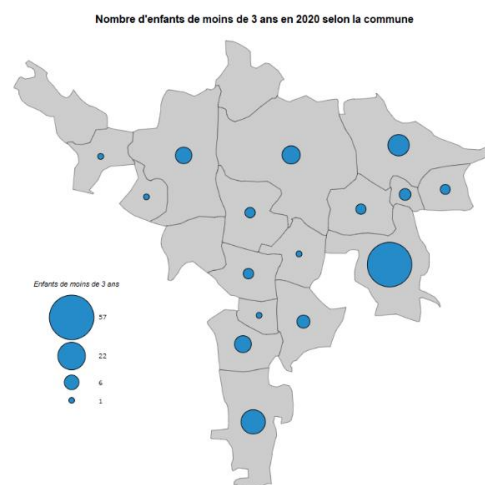 Nombre d'enfants de moins de 3 ans en 2020 selon la commune
Enfants de moins de 3 ans
57
22
6
1